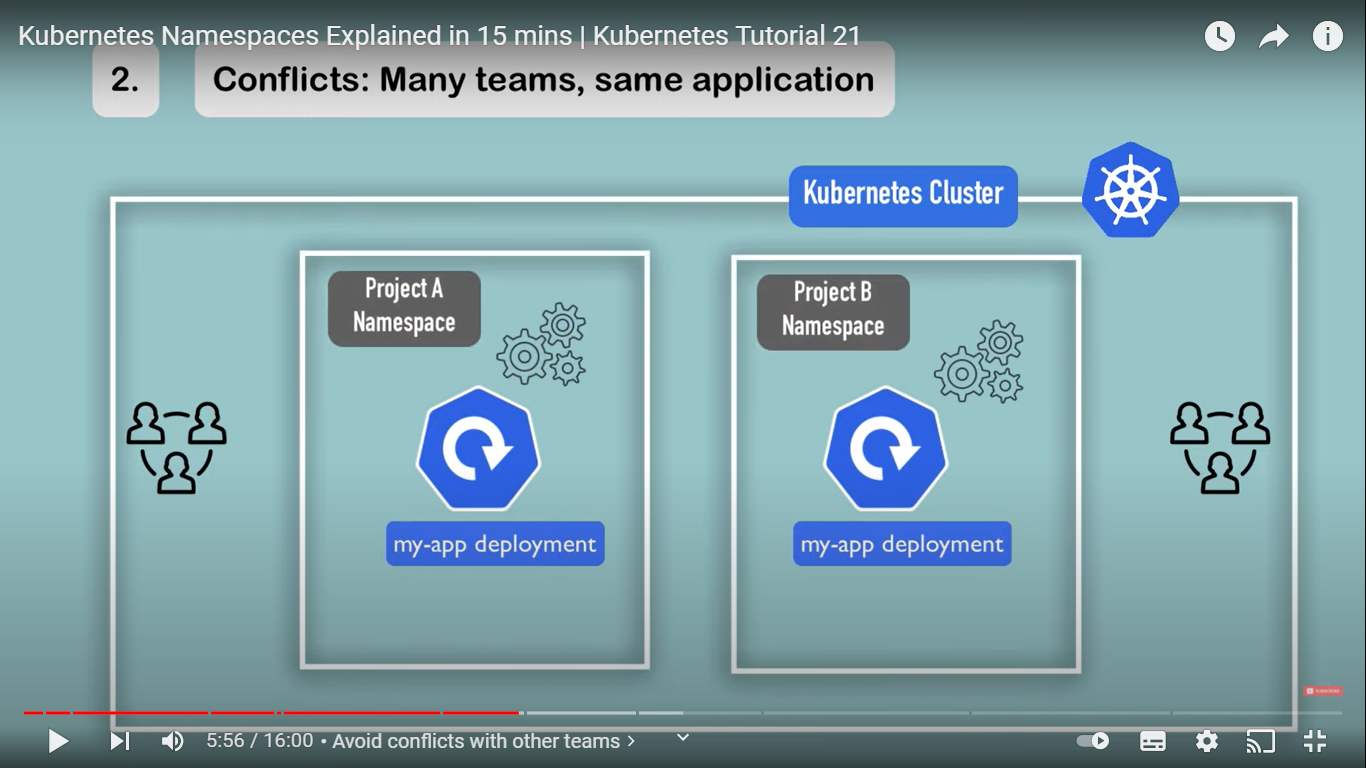 Kubernetes Namespaces Explained in 15 mins | Kubernetes Tutorial 21
2.
Conflicts: Many teams, same application
Kubernetes Cluster
Project A
Namespace
Project B
Namespace
my-app deployment
my-app deployment
SUBSCRIBE
5:56 / 16:00 • Avoid conflicts with other teams